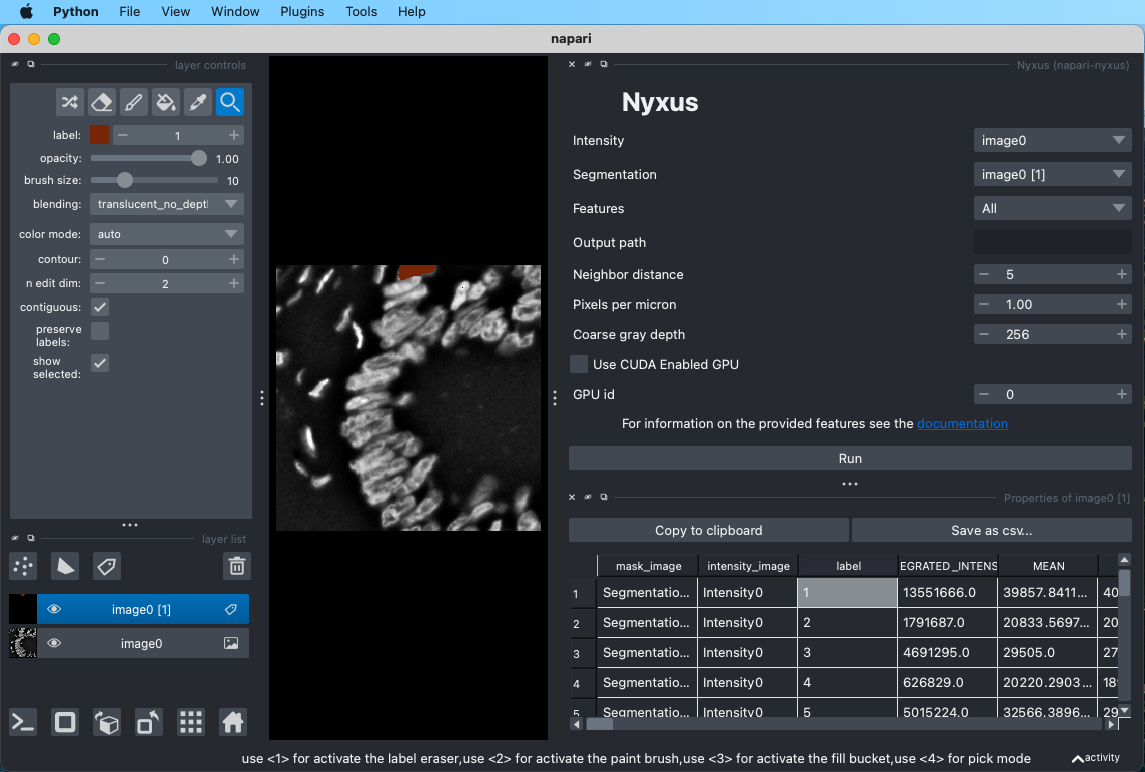 Python File View Window Plugins Tools Help
napari
layer controls
label: 1
opacity: 1.00
brush size: 10
blending: translucent_no_dept
color mode: auto
contour: 0
n edit dim: 2
contiguous:
preserve
labels:
show
selected:
layer list
image0 [1]
image0
Nyxus (napari-nyxus)
Nyxus
Intensity image0
Segmentation image0 [1]
Features All
Output path
Neighbor distance 5
Pixels per micron 1.00
Coarse gray depth 256
Use CUDA Enabled GPU
GPU id 0
For information on the provided features see the documentation
Run
Properties of image0 [1]
Copy to clipboard Save as csv...
mask_image intensity_image label EGRATED_INTENS MEAN
1 Segmentatio... Intensity0 1 13551666.0 39857.8411... 40
2 Segmentatio... Intensity0 2 1791687.0 20833.5697... 20
3 Segmentatio... Intensity0 3 4691295.0 29505.0 27
4 Segmentatio... Intensity0 4 626829.0 20220.2903... 18
5 Segmentatio... Intensity0 5 5015224.0 32566.3896... 29
use <1> for activate the label eraser,use <2> for activate the paint brush,use <3> for activate the fill bucket,use <4> for pick mode
activity